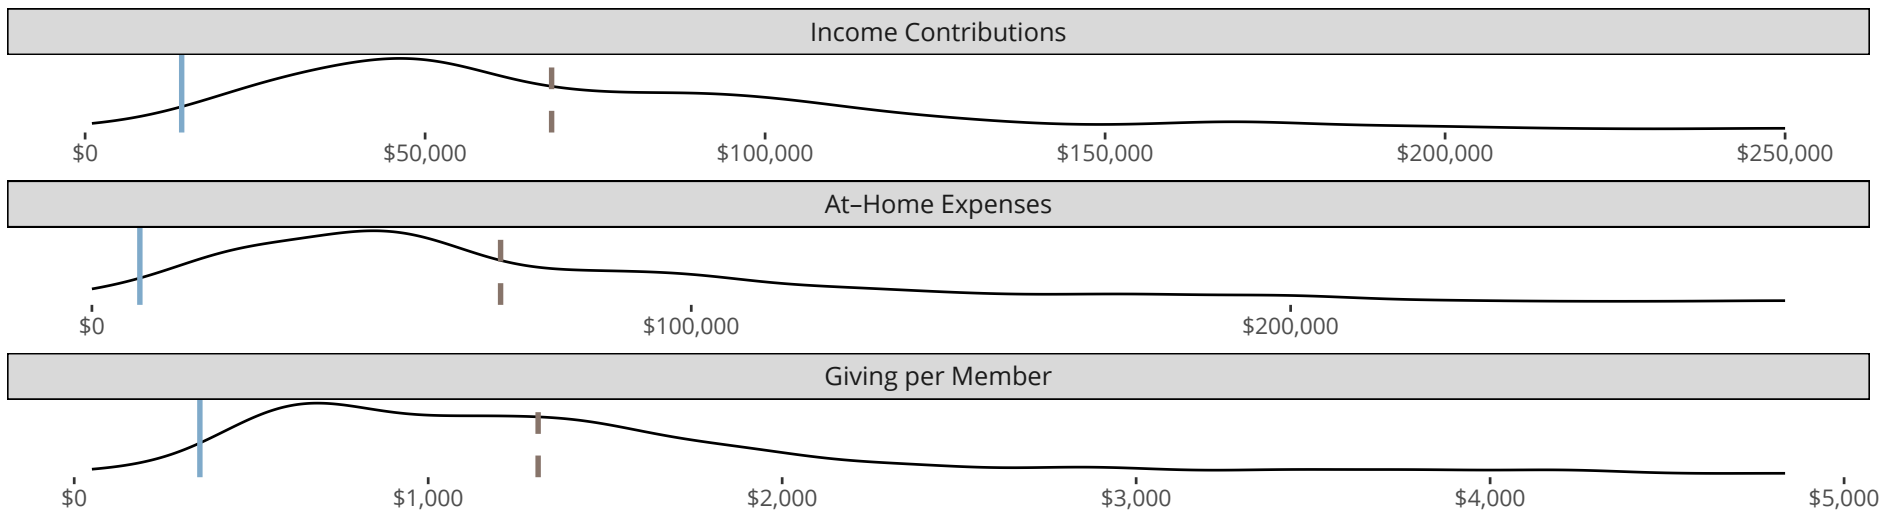 Income Contributions
$0 $50,000 $100,000 $150,000 $200,000 $250,000
At–Home Expenses
$0 $100,000 $200,000
Giving per Member
$0 $1,000 $2,000 $3,000 $4,000 $5,000